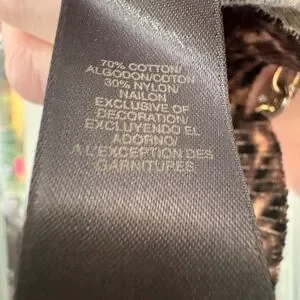 70% COTTON/
ALGODON/COTON
30% NYLON/
NAILON
EXCLUSIVE OF
DECORATION/
EXCLUYENDO EL
ADORNO/
A L'EXCEPTION DES
GARNITURES